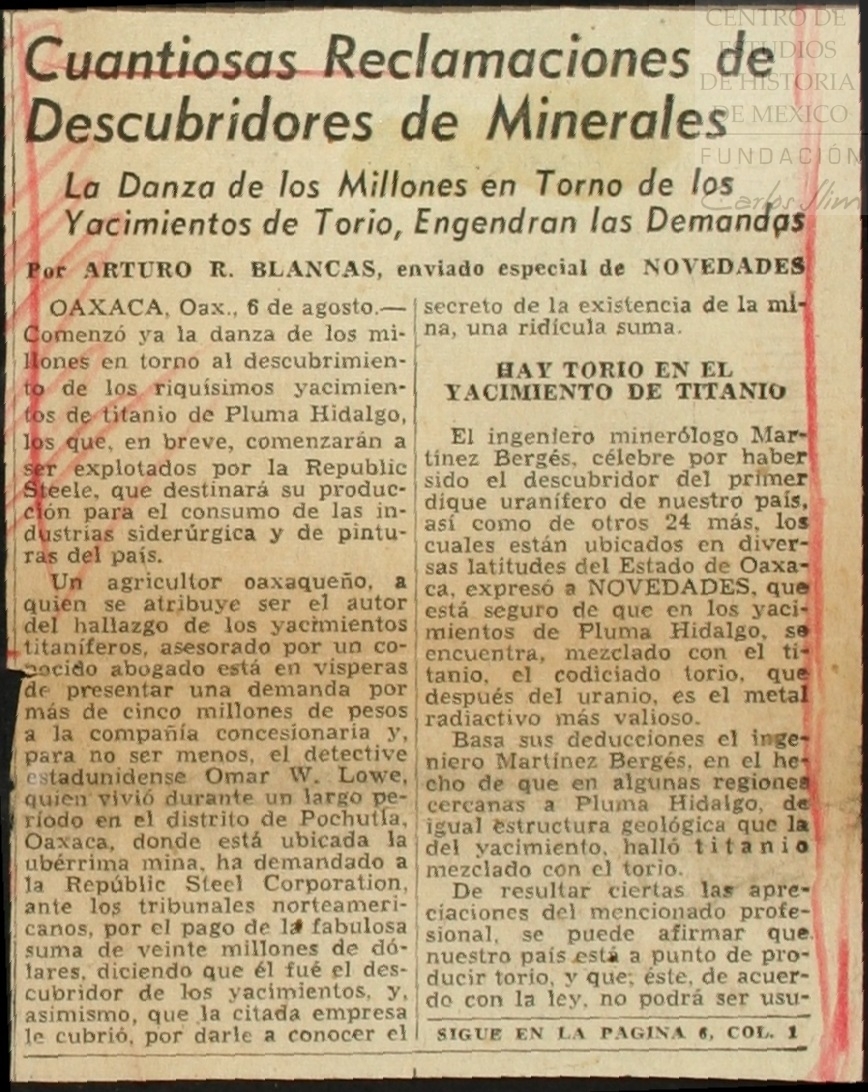 CENTRO DE
ESTUDIOS
DE HISTORIA
DE MEXICO
FUNDACIÓN
Carlos Slim
Cuantiosas Reclamaciones de
Descubridores de Minerales
La Danza de los Millones en Torno de los
Yacimientos de Torio, Engendran las Demandas
Por ARTURO R. BLANCAS, enviado especial de NOVEDADES
OAXACA, Oax., 6 de agosto.—
Comenzó ya la danza de los mi-
llones en torno al descubrimien-
to de los riquísimos yacimien-
tos de titanio de Pluma Hidalgo,
los que, en breve, comenzarán a
ser explotados por la Republic
Steele, que destinará su produc-
ción para el consumo de las in-
dustrias siderúrgica y de pintu-
ras del país.
Un agricultor oaxaqueño, a
quien se atribuye ser el autor
del hallazgo de los yacimientos
titaníferos, asesorado por un co-
nocido abogado está en vísperas
de presentar una demanda por
más de cinco millones de pesos
a la compañía concesionaria y,
para no ser menos, el detective
estadunidense Omar W. Lowe,
quien vivió durante un largo pe-
ríodo en el distrito de Pochutla,
Oaxaca, donde está ubicada la
ubérrima mina, ha demandado a
la Repúblic Steel Corporation,
ante los tribunales norteameri-
canos, por el pago de la fabulosa
suma de veinte millones de dó-
lares, diciendo que él fué el des-
cubridor de los yacimientos, y,
asimismo, que la citada empresa
le cubrió, por darle a conocer el
secreto de la existencia de la mi-
na, una ridícula suma.
HAY TORIO EN EL
YACIMIENTO DE TITANIO
El ingeniero minerólogo Mar-
tínez Bergés, célebre por haber
sido el descubridor del primer
dique uranífero de nuestro país,
así como de otros 24 más, los
cuales están ubicados en diver-
sas latitudes del Estado de Oaxa-
ca, expresó a NOVEDADES, que
está seguro de que en los yaci-
mientos de Pluma Hidalgo, se
encuentra, mezclado con el ti-
tanio, el codiciado torio, que
después del uranio, es el metal
radiactivo más valioso.
Basa sus deducciones el inge-
niero Martínez Bergés, en el he-
cho de que en algunas regiones
cercanas a Pluma Hidalgo, de
igual estructura geológica que la
del yacimiento, halló titanio
mezclado con el torio.
De resultar ciertas las apre-
ciaciones del mencionado profe-
sional, se puede afirmar que
nuestro país está a punto de pro-
ducir torio, y que, éste, de acuer-
do con la ley, no podrá ser usu-
SIGUE EN LA PAGINA 6, COL. 1